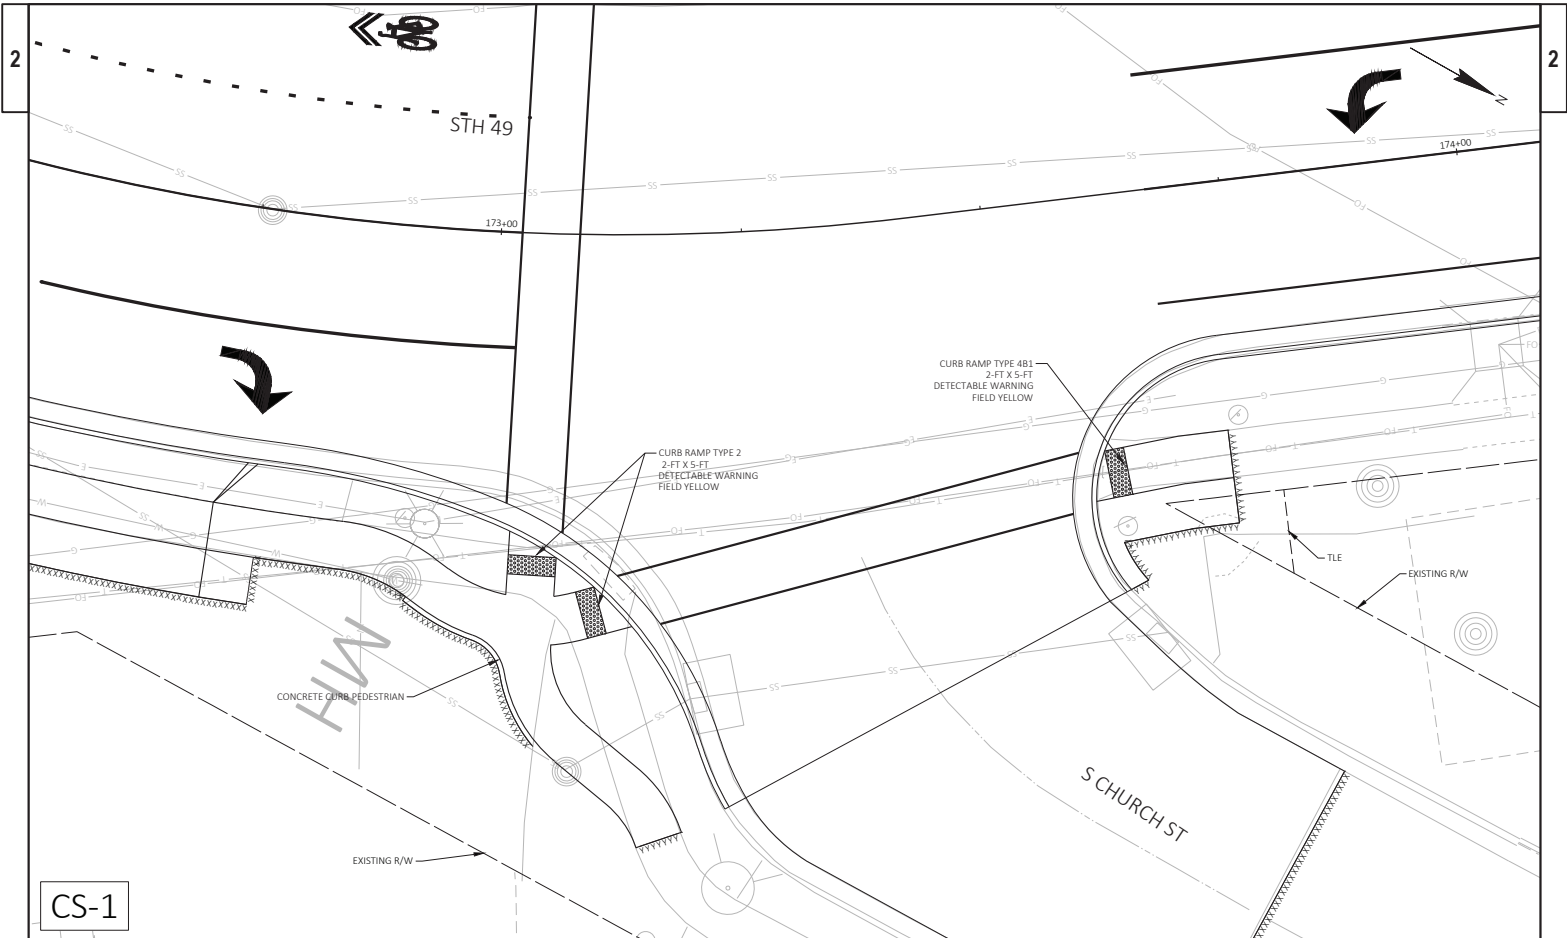 2
2
STH 49
N
174+00
173+00
CURB RAMP TYPE 4B1
2-FT X 5-FT
DETECTABLE WARNING
FIELD YELLOW
CURB RAMP TYPE 2
2-FT X 5-FT
DETECTABLE WARNING
FIELD YELLOW
TLE
EXISTING R/W
HW
CONCRETE CURB PEDESTRIAN
S CHURCH ST
EXISTING R/W
CS-1